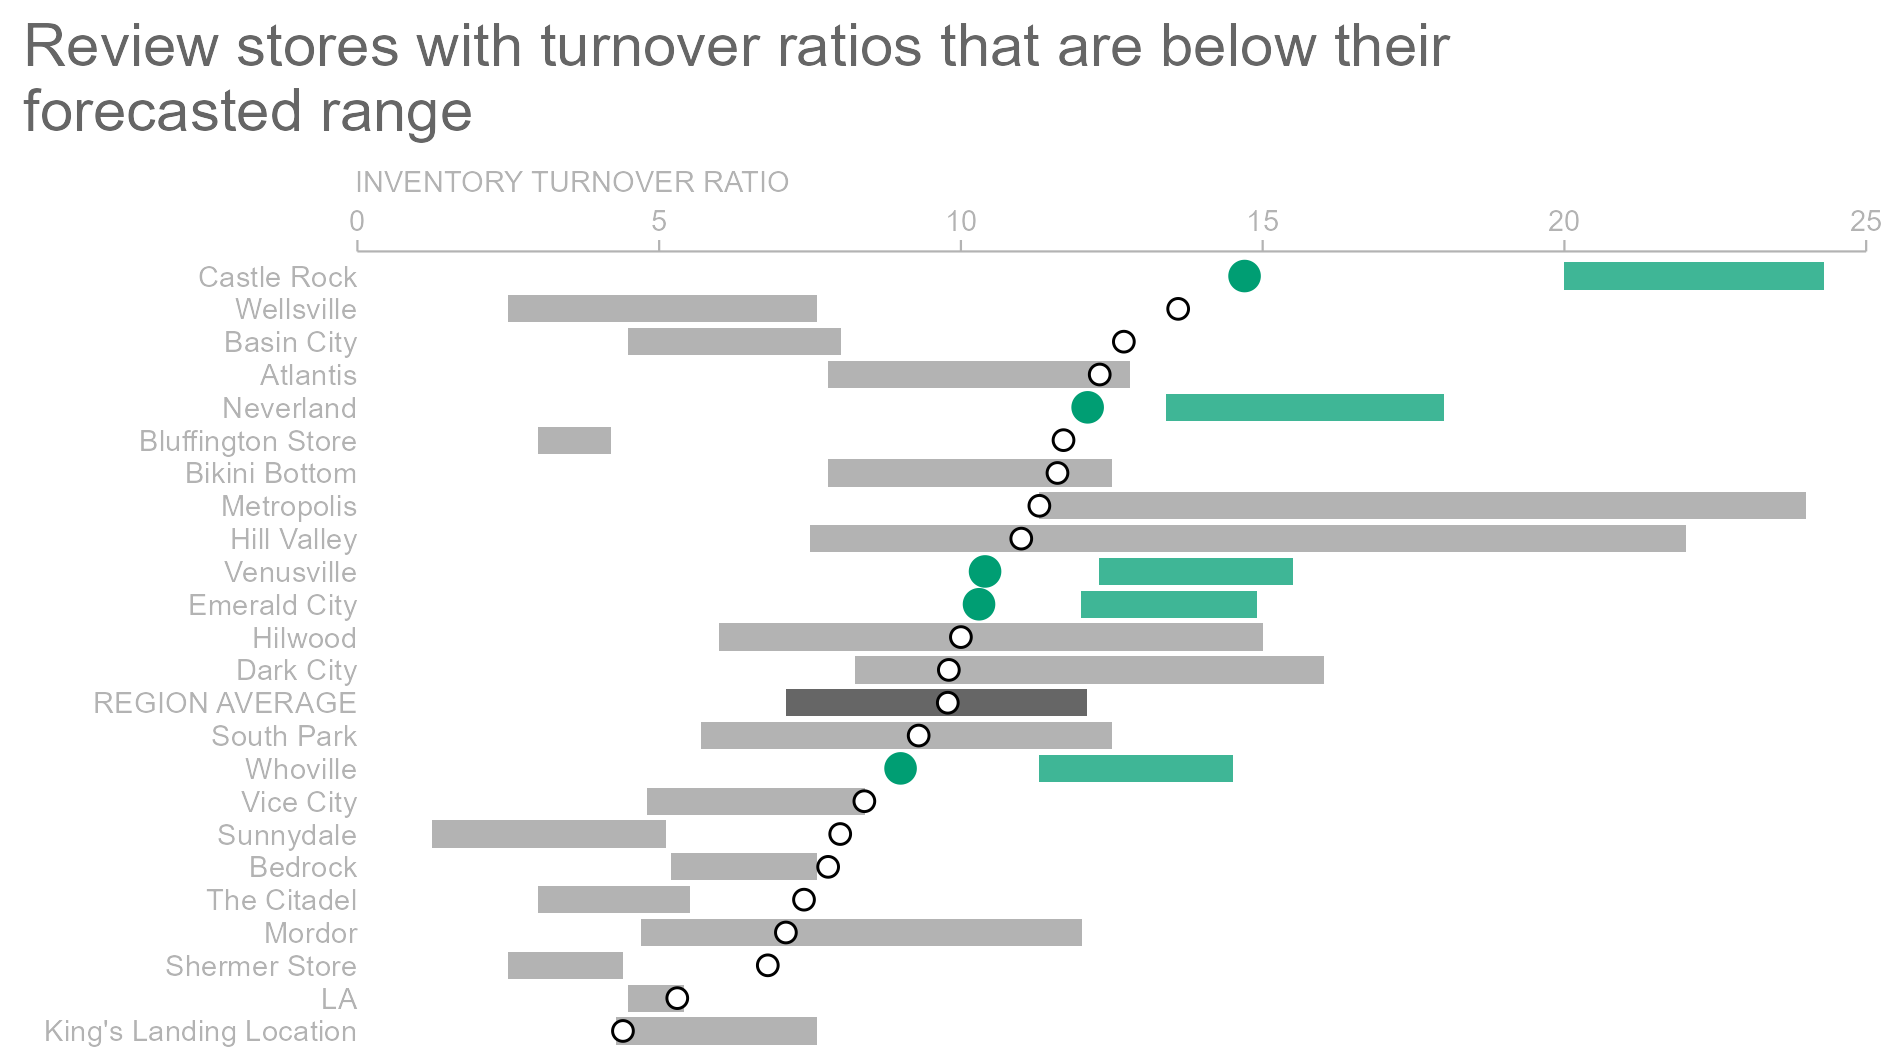 Review stores with turnover ratios that are below their
forecasted range
INVENTORY TURNOVER RATIO
0 5 10 15 20 25
Castle Rock
Wellsville
Basin City
Atlantis
Neverland
Bluffington Store
Bikini Bottom
Metropolis
Hill Valley
Venusville
Emerald City
Hilwood
Dark City
REGION AVERAGE
South Park
Whoville
Vice City
Sunnydale
Bedrock
The Citadel
Mordor
Shermer Store
LA
King's Landing Location